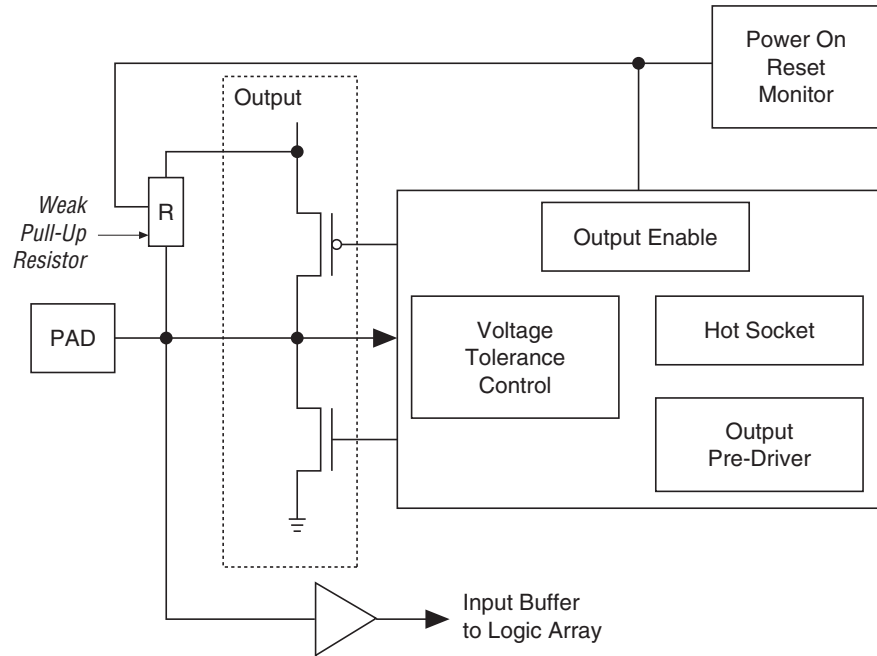 Power On
Reset
Monitor
Output
R
Weak
Pull-Up
Resistor
Output Enable
PAD
Voltage
Tolerance
Control
Hot Socket
Output
Pre-Driver
Input Buffer
to Logic Array